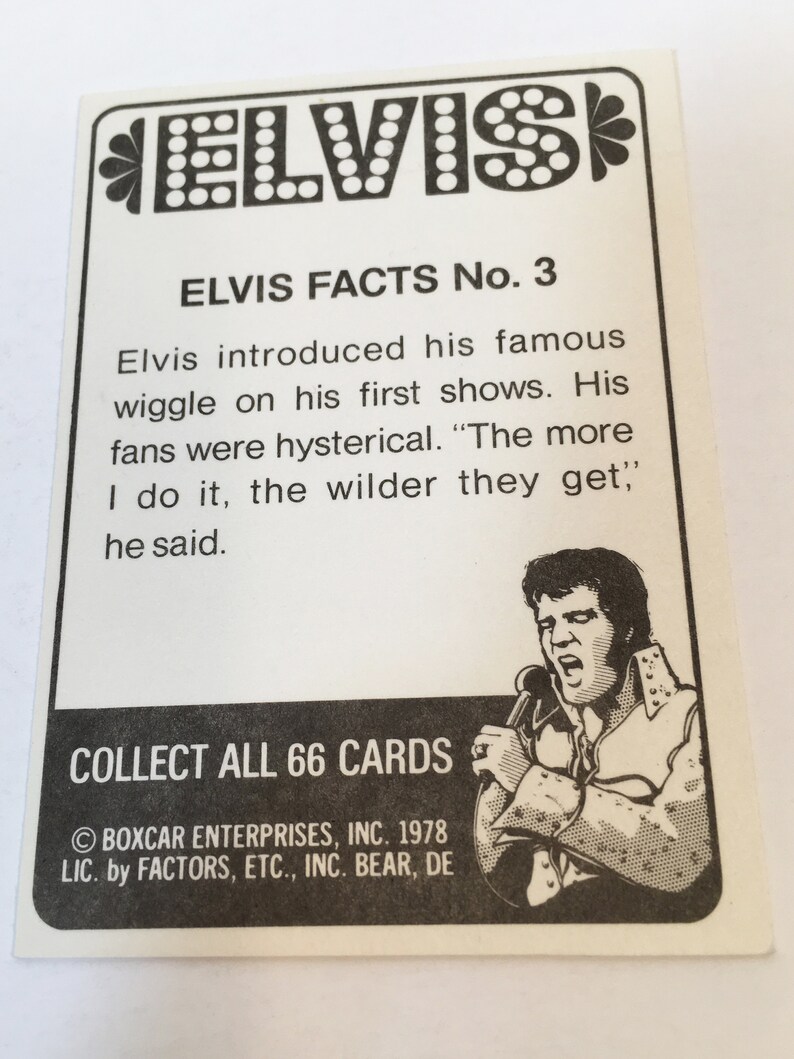 ELVIS
ELVIS FACTS No. 3
Elvis introduced his famous
wiggle on his first shows. His
fans were hysterical. “The more
I do it, the wilder they get,”
he said.
COLLECT ALL 66 CARDS
© BOXCAR ENTERPRISES, INC. 1978
LIC. by FACTORS, ETC., INC. BEAR, DE